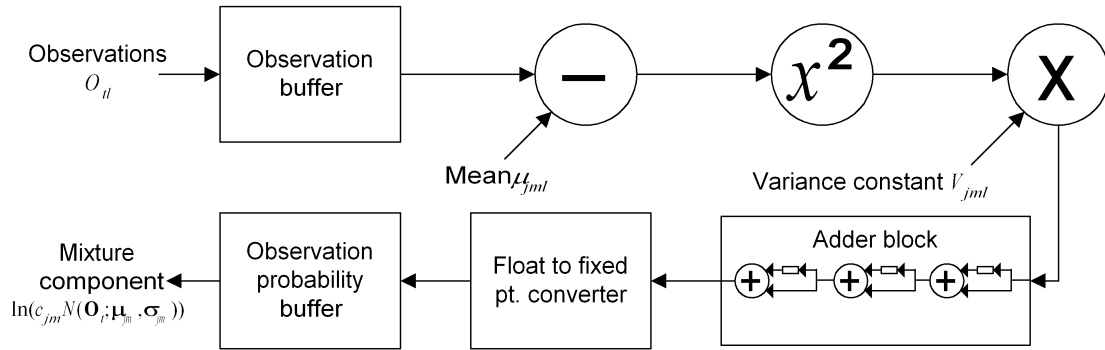 Observations
O_tl
Observation
buffer
−
x²
X
Mean μ_jml
Variance constant V_jml
Mixture
component
ln(c_jm N(O_t; μ_jm, σ_jm))
Observation
probability
buffer
Float to fixed
pt. converter
Adder block
+ + +